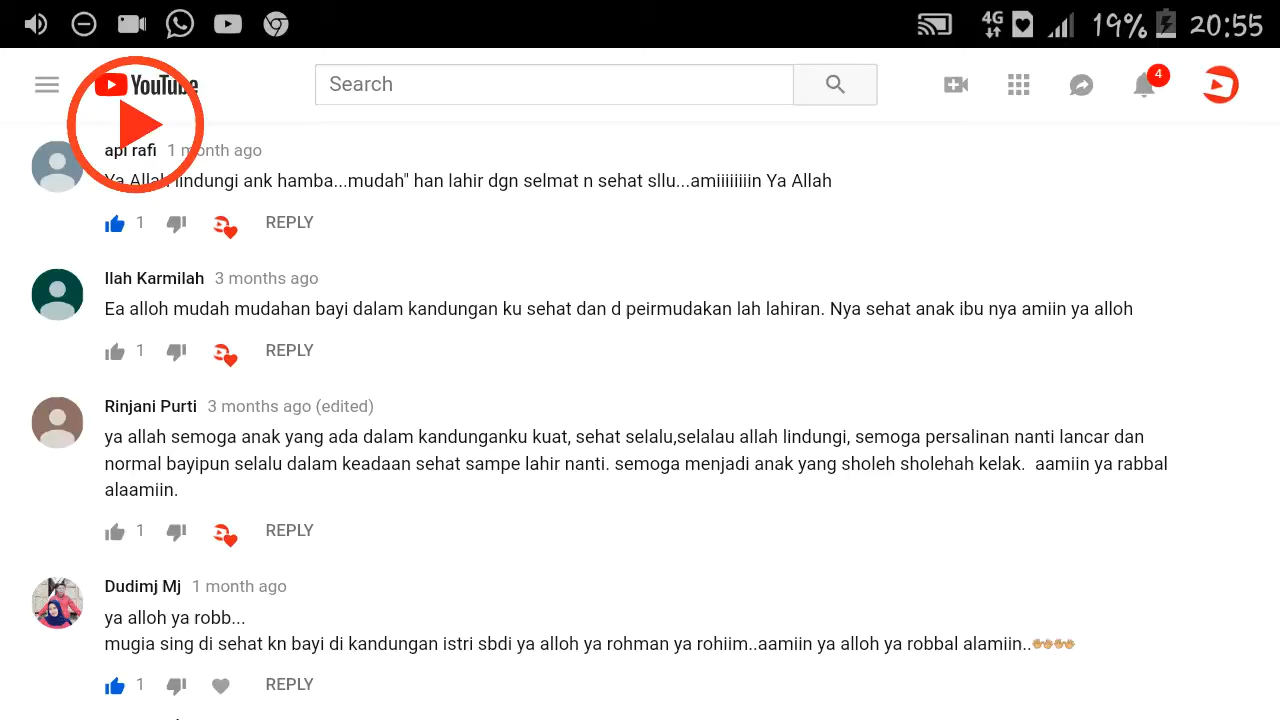 4G 19% 20:55
YouTube
Search
4
api rafi 1 month ago
Ya Allah lindungi ank hamba...mudah" han lahir dgn selmat n sehat sllu...amiiiiiiiin Ya Allah
1 REPLY
Ilah Karmilah 3 months ago
Ea alloh mudah mudahan bayi dalam kandungan ku sehat dan d peirmudakan lah lahiran. Nya sehat anak ibu nya amiin ya alloh
1 REPLY
Rinjani Purti 3 months ago (edited)
ya allah semoga anak yang ada dalam kandunganku kuat, sehat selalu,selalau allah lindungi, semoga persalinan nanti lancar dan
normal bayipun selalu dalam keadaan sehat sampe lahir nanti. semoga menjadi anak yang sholeh sholehah kelak.  aamiin ya rabbal
alaamiin.
1 REPLY
Dudimj Mj 1 month ago
ya alloh ya robb...
mugia sing di sehat kn bayi di kandungan istri sbdi ya alloh ya rohman ya rohiim..aamiin ya alloh ya robbal alamiin..👐🏼👐🏼
1 REPLY